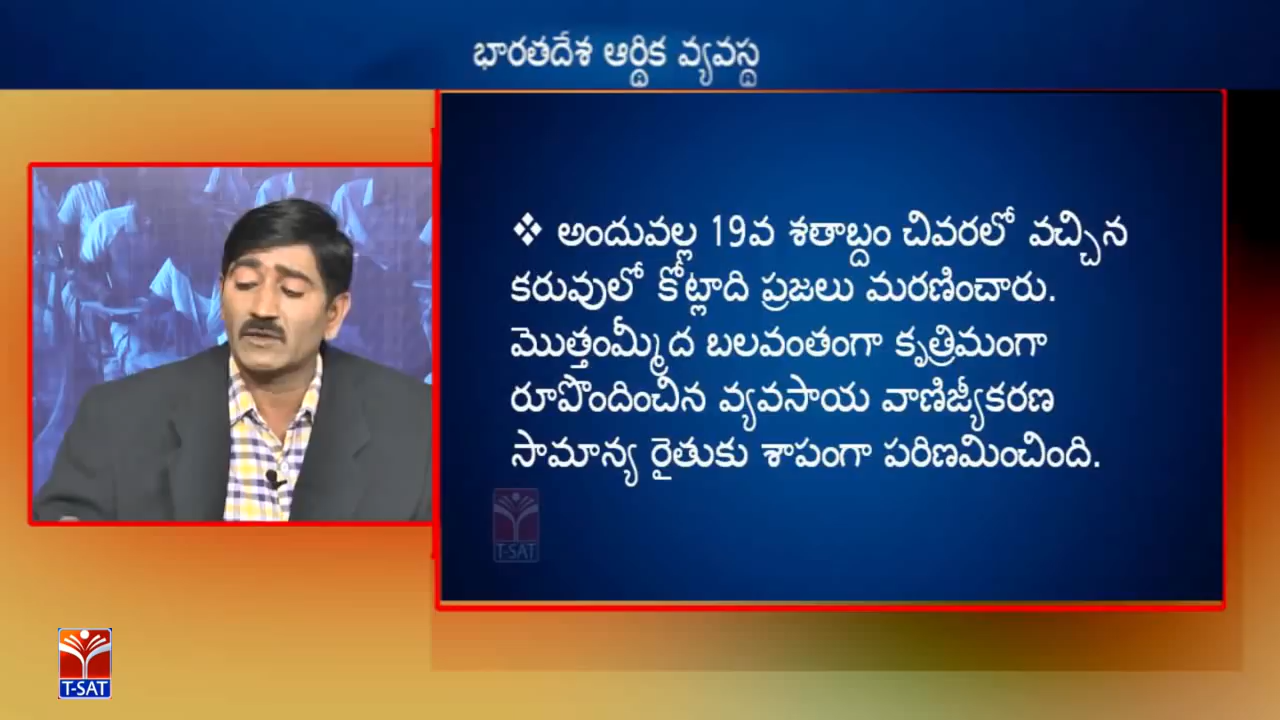 భారతదేశ ఆర్థిక వ్యవస్థ
❖ అందువల్ల 19వ శతాబ్దం చివరలో వచ్చిన
కరువులో కోట్లాది ప్రజలు మరణించారు.
మొత్తంమ్మీద బలవంతంగా కృత్రిమంగా
రూపొందించిన వ్యవసాయ వాణిజ్యీకరణ
సామాన్య రైతుకు శాపంగా పరిణమించింది.
T-SAT
T-SAT